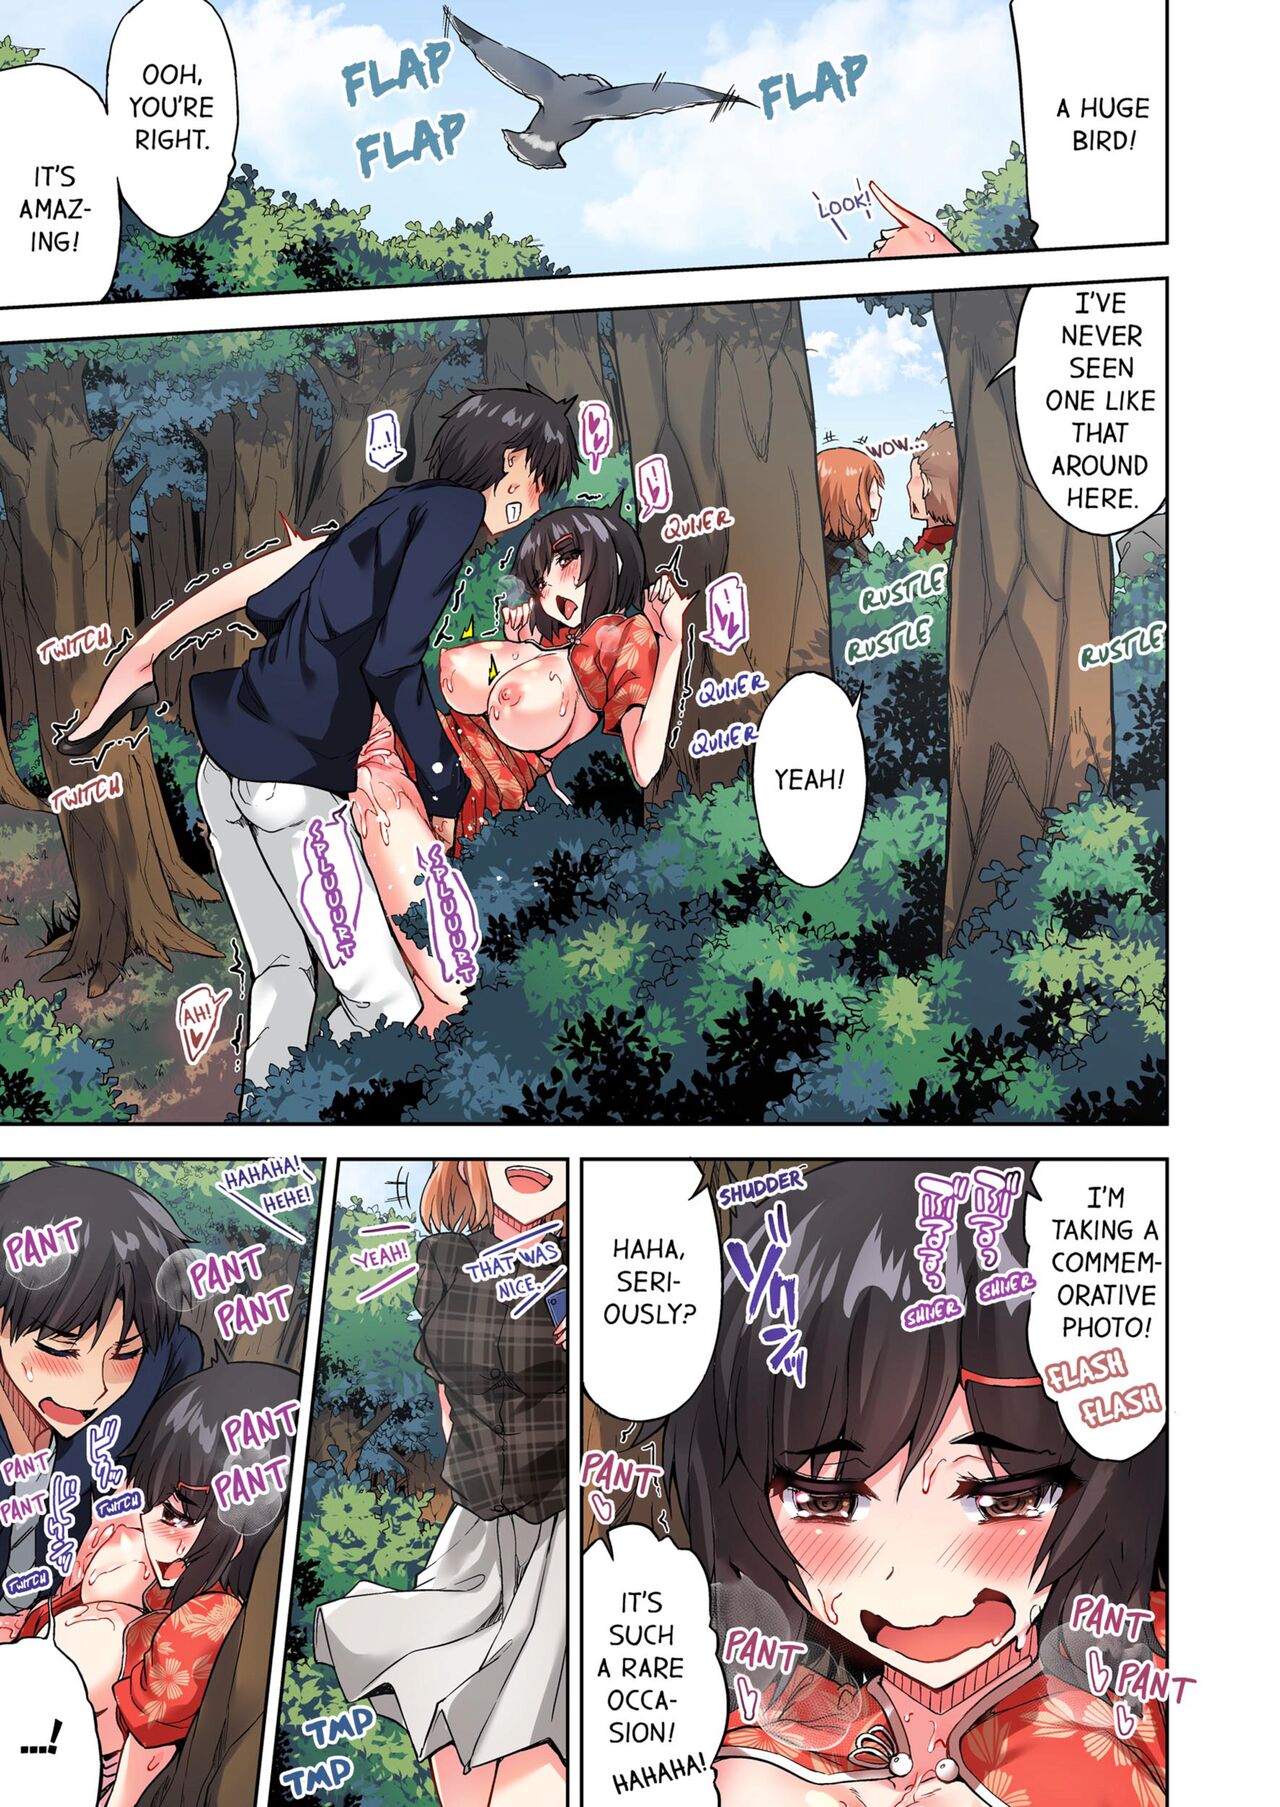 A HUGE
BIRD!
LOOK!
FLAP
FLAP
FLAP
OOH,
YOU'RE
RIGHT.
IT'S
AMAZ-
ING!
I'VE
NEVER
SEEN
ONE LIKE
THAT
AROUND
HERE.
WOW...
RUSTLE
RUSTLE
RUSTLE
YEAH!
QUIVER
QUIVER
QUIVER
QUIVER
TWITCH
TWITCH
SPLUUURT
SPLUUURT
AH!
I'M
TAKING A
COMMEM-
ORATIVE
PHOTO!
FLASH
FLASH
SHIVER
SHIVER
SHUDDER
HAHA,
SERI-
OUSLY?
PANT
IT'S
SUCH
A RARE
OCCA-
SION!
HAHAHA!
PANT
PANT
PANT
YEAH!
THAT WAS
NICE.
TMP
TMP
HAHAHA!
HEHE!
PANT
PANT
PANT
PANT
PANT
PANT
PANT
TWITCH
TWITCH
....!